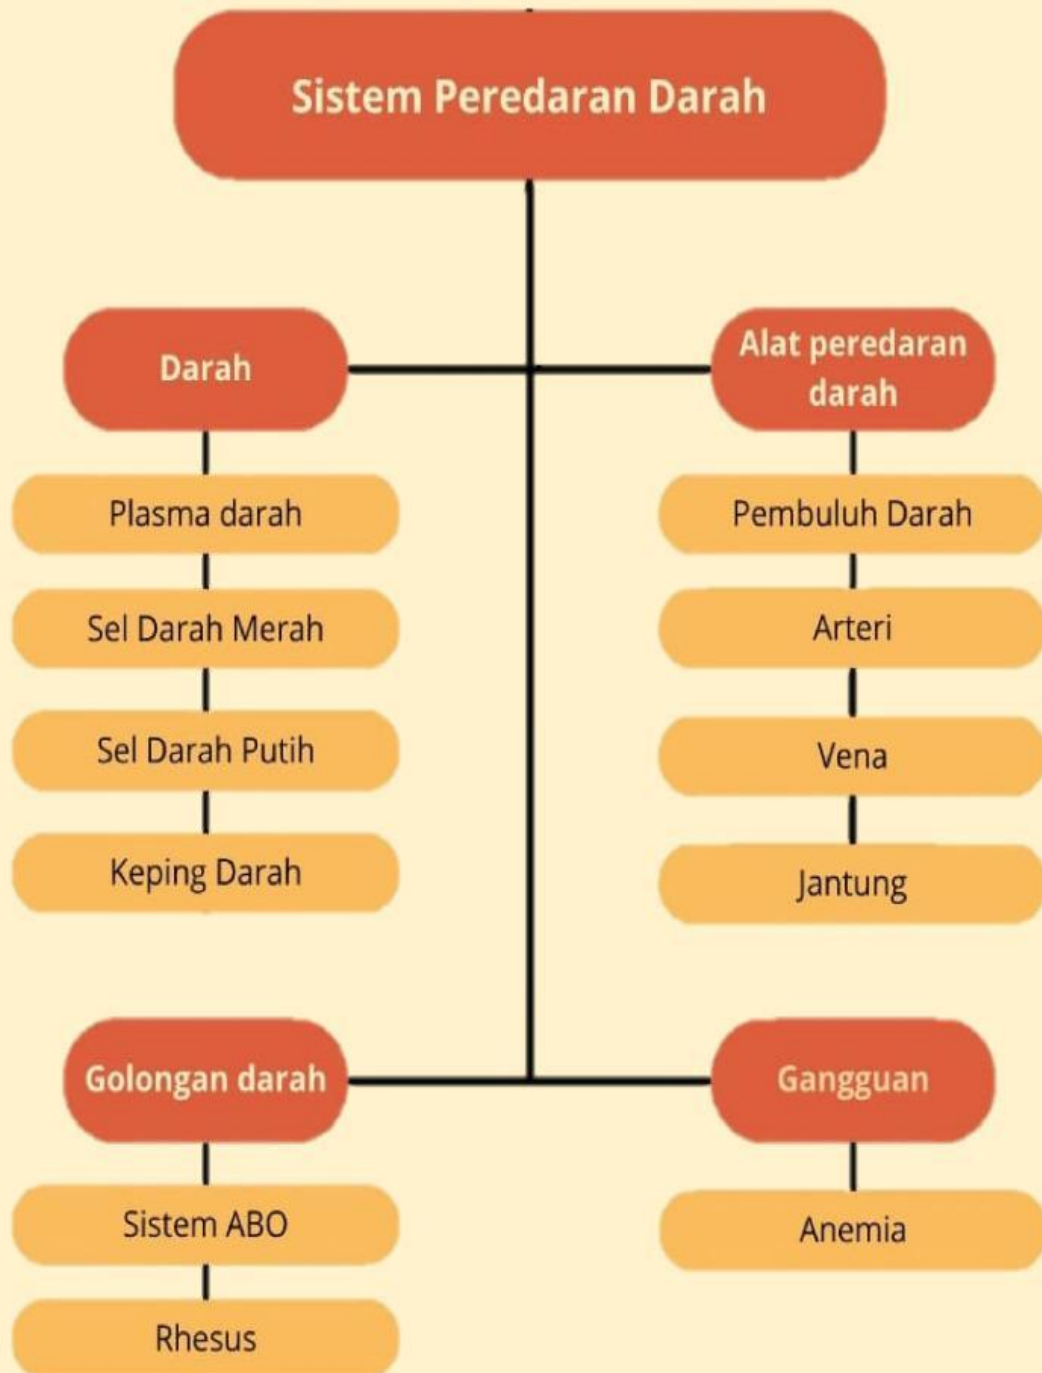 Sistem Peredaran Darah
Darah
Plasma darah
Sel Darah Merah
Sel Darah Putih
Keping Darah
Alat peredaran
darah
Pembuluh Darah
Arteri
Vena
Jantung
Golongan darah
Sistem ABO
Rhesus
Gangguan
Anemia